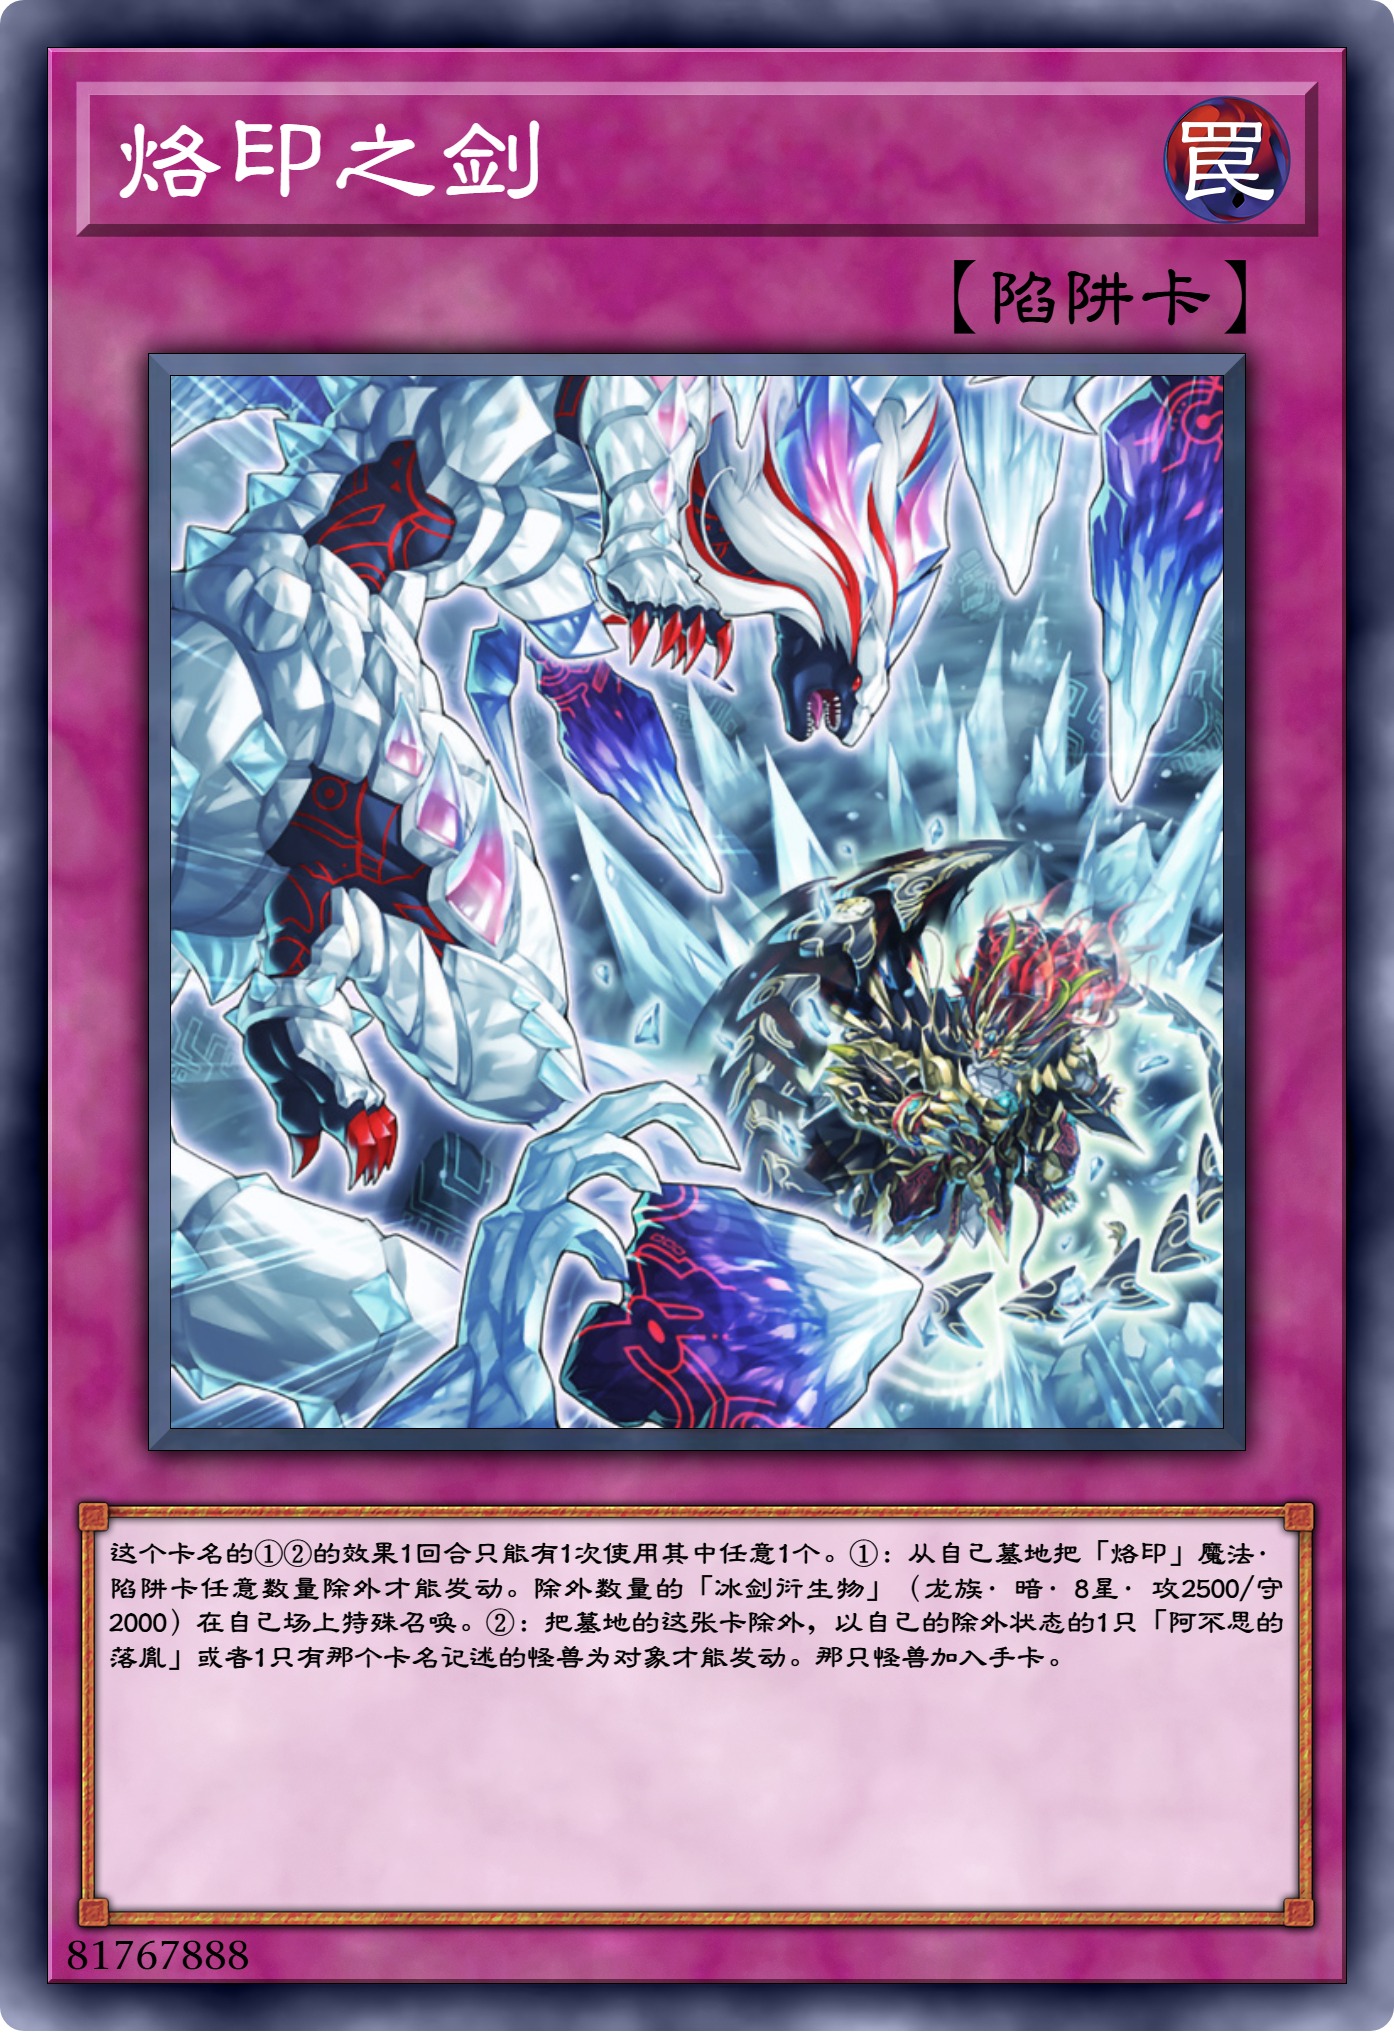 烙印之剑
罠
【陷阱卡】
这个卡名的①②的效果1回合只能有1次使用其中任意1个。①：从自己墓地把「烙印」魔法·
陷阱卡任意数量除外才能发动。除外数量的「冰剑衍生物」（龙族·暗·8星·攻2500/守
2000）在自己场上特殊召唤。②：把墓地的这张卡除外，以自己的除外状态的1只「阿不思的
落胤」或者1只有那个卡名记述的怪兽为对象才能发动。那只怪兽加入手卡。
81767888